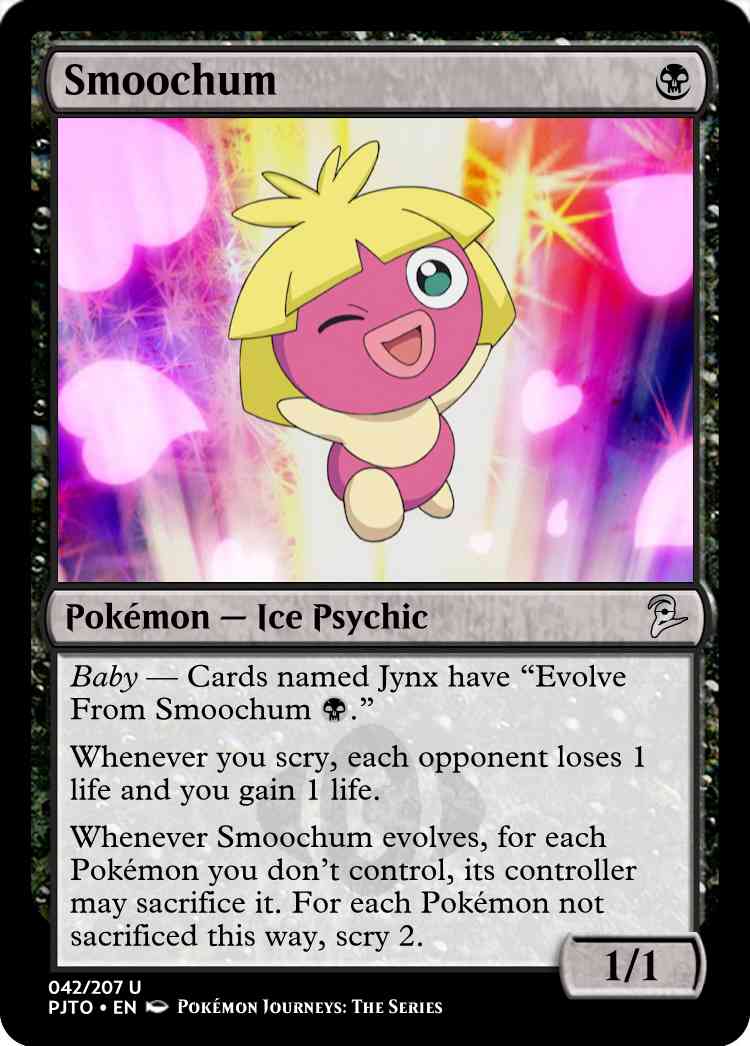 Smoochum
Pokémon — Ice Psychic
Baby — Cards named Jynx have “Evolve
From Smoochum .”
Whenever you scry, each opponent loses 1
life and you gain 1 life.
Whenever Smoochum evolves, for each
Pokémon you don’t control, its controller
may sacrifice it. For each Pokémon not
sacrificed this way, scry 2.
1/1
042/207 U
PJTO • EN Pokémon Journeys: The Series